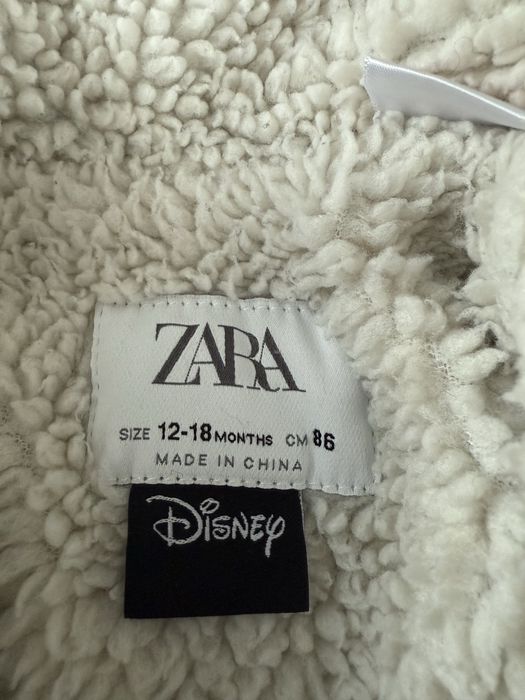 ZARA
SIZE 12-18 MONTHS CM 86
MADE IN CHINA
Disney